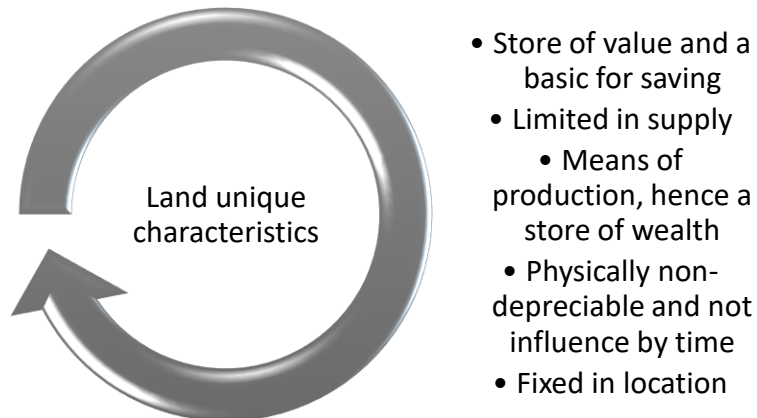 Land unique
characteristics
• Store of value and a
basic for saving
• Limited in supply
• Means of
production, hence a
store of wealth
• Physically non-
depreciable and not
influence by time
• Fixed in location